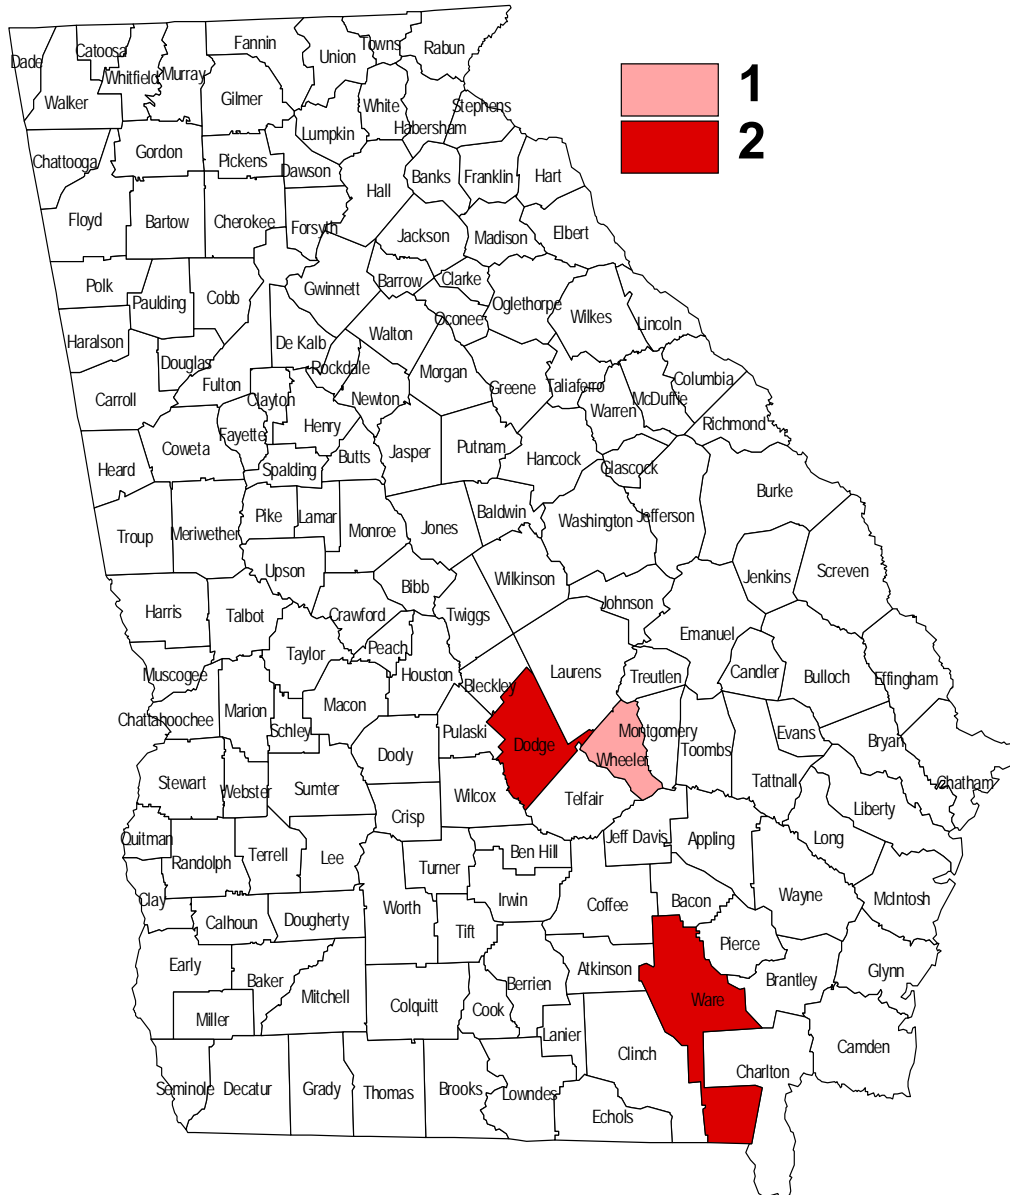 Fannin
Towns
Rabun
Union
Catoosa
Dade
Whitfield
Murray
1
Walker
Gilmer
White
Stephens
Habersham
Lumpkin
2
Chattooga
Gordon
Pickens
Dawson
Hall
Banks
Franklin
Hart
Floyd
Bartow
Cherokee
Forsyth
Jackson
Madison
Elbert
Polk
Paulding
Cobb
Gwinnett
Barrow
Clarke
Oglethorpe
Wilkes
Lincoln
Oconee
Haralson
De Kalb
Walton
Douglas
Rockdale
Morgan
Fulton
Greene
Taliaferro
Columbia
Carroll
Clayton
Newton
Warren
McDuffie
Richmond
Fayette
Henry
Coweta
Butts
Jasper
Putnam
Hancock
Glascock
Heard
Spalding
Burke
Troup
Meriwether
Pike
Lamar
Monroe
Jones
Baldwin
Washington
Jefferson
Upson
Bibb
Wilkinson
Jenkins
Screven
Harris
Talbot
Crawford
Twiggs
Johnson
Emanuel
Taylor
Peach
Muscogee
Houston
Bleckley
Laurens
Treutlen
Candler
Bulloch
Effingham
Chattahoochee
Marion
Macon
Schley
Pulaski
Dodge
Montgomery
Wheeler
Toombs
Evans
Bryan
Dooly
Stewart
Webster
Sumter
Wilcox
Telfair
Tattnall
Chatham
Crisp
Liberty
Quitman
Randolph
Terrell
Lee
Turner
Ben Hill
Jeff Davis
Appling
Long
Clay
Calhoun
Dougherty
Worth
Irwin
Coffee
Bacon
Wayne
McIntosh
Tift
Pierce
Early
Baker
Mitchell
Berrien
Atkinson
Brantley
Glynn
Miller
Colquitt
Cook
Ware
Lanier
Clinch
Camden
Charlton
Seminole
Decatur
Grady
Thomas
Brooks
Lowndes
Echols